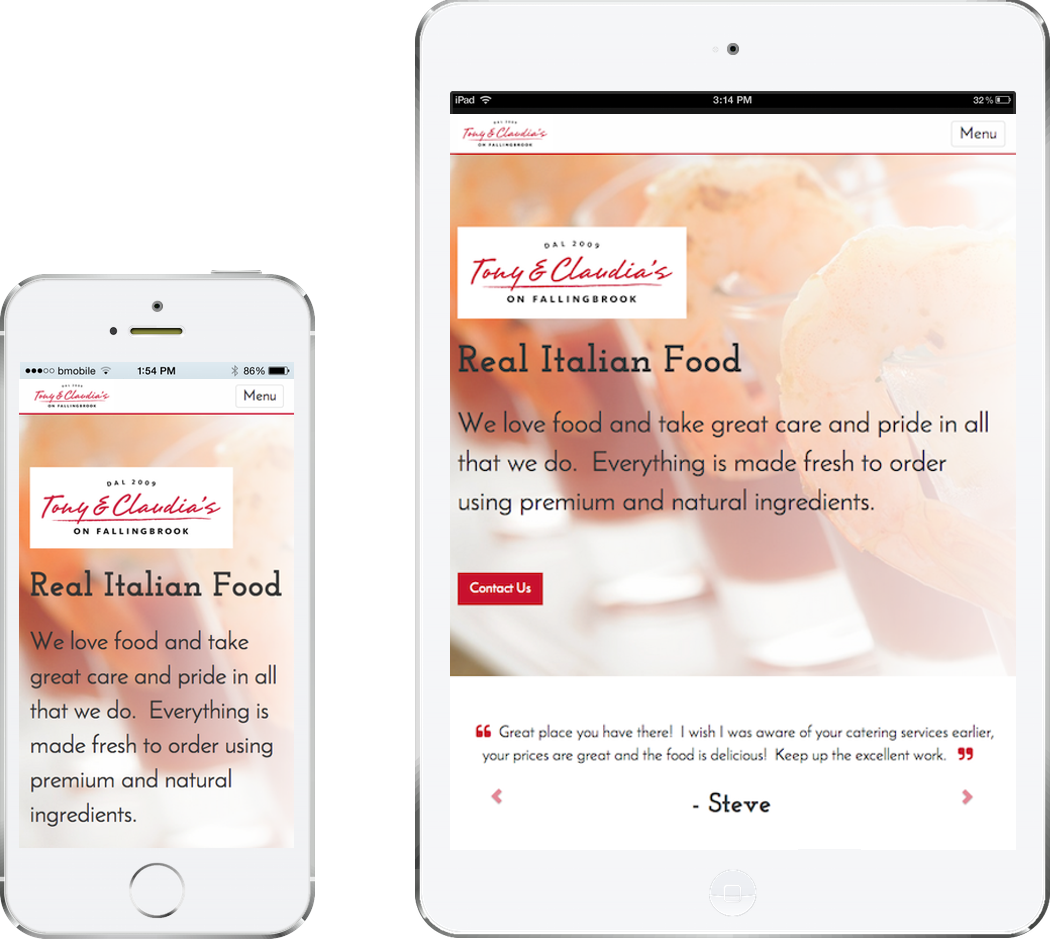 bmobile 1:54 PM 86%
DAL 2009
Tony & Claudia's
ON FALLINGBROOK
Menu
DAL 2009
Tony & Claudia's
ON FALLINGBROOK
Real Italian Food
We love food and take
great care and pride in all
that we do.  Everything is
made fresh to order using
premium and natural
ingredients.
iPad 3:14 PM 32%
DAL 2009
Tony & Claudia's
ON FALLINGBROOK
Menu
DAL 2009
Tony & Claudia's
ON FALLINGBROOK
Real Italian Food
We love food and take great care and pride in all
that we do.  Everything is made fresh to order
using premium and natural ingredients.
Contact Us
“ Great place you have there!  I wish I was aware of your catering services earlier,
your prices are great and the food is delicious!  Keep up the excellent work. ”
- Steve